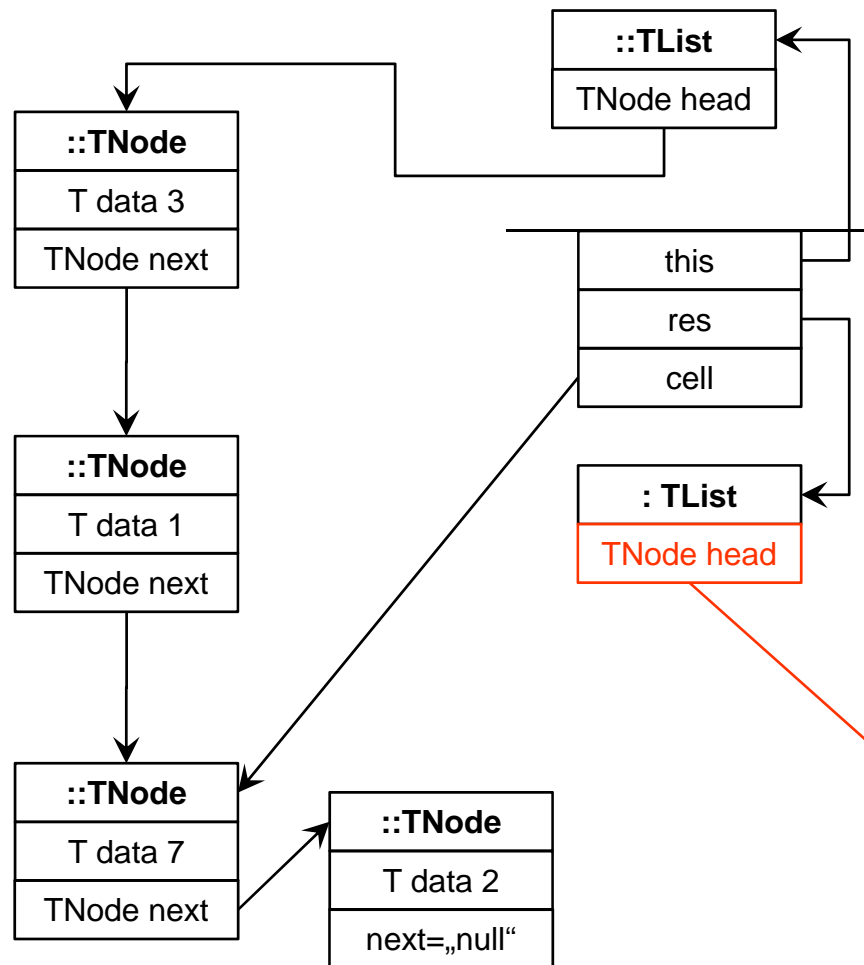 ::TList
TNode head
::TNode
T data 3
TNode next
this
res
cell
::TNode
T data 1
TNode next
: TList
TNode head
::TNode
T data 7
TNode next
::TNode
T data 2
next=„null“